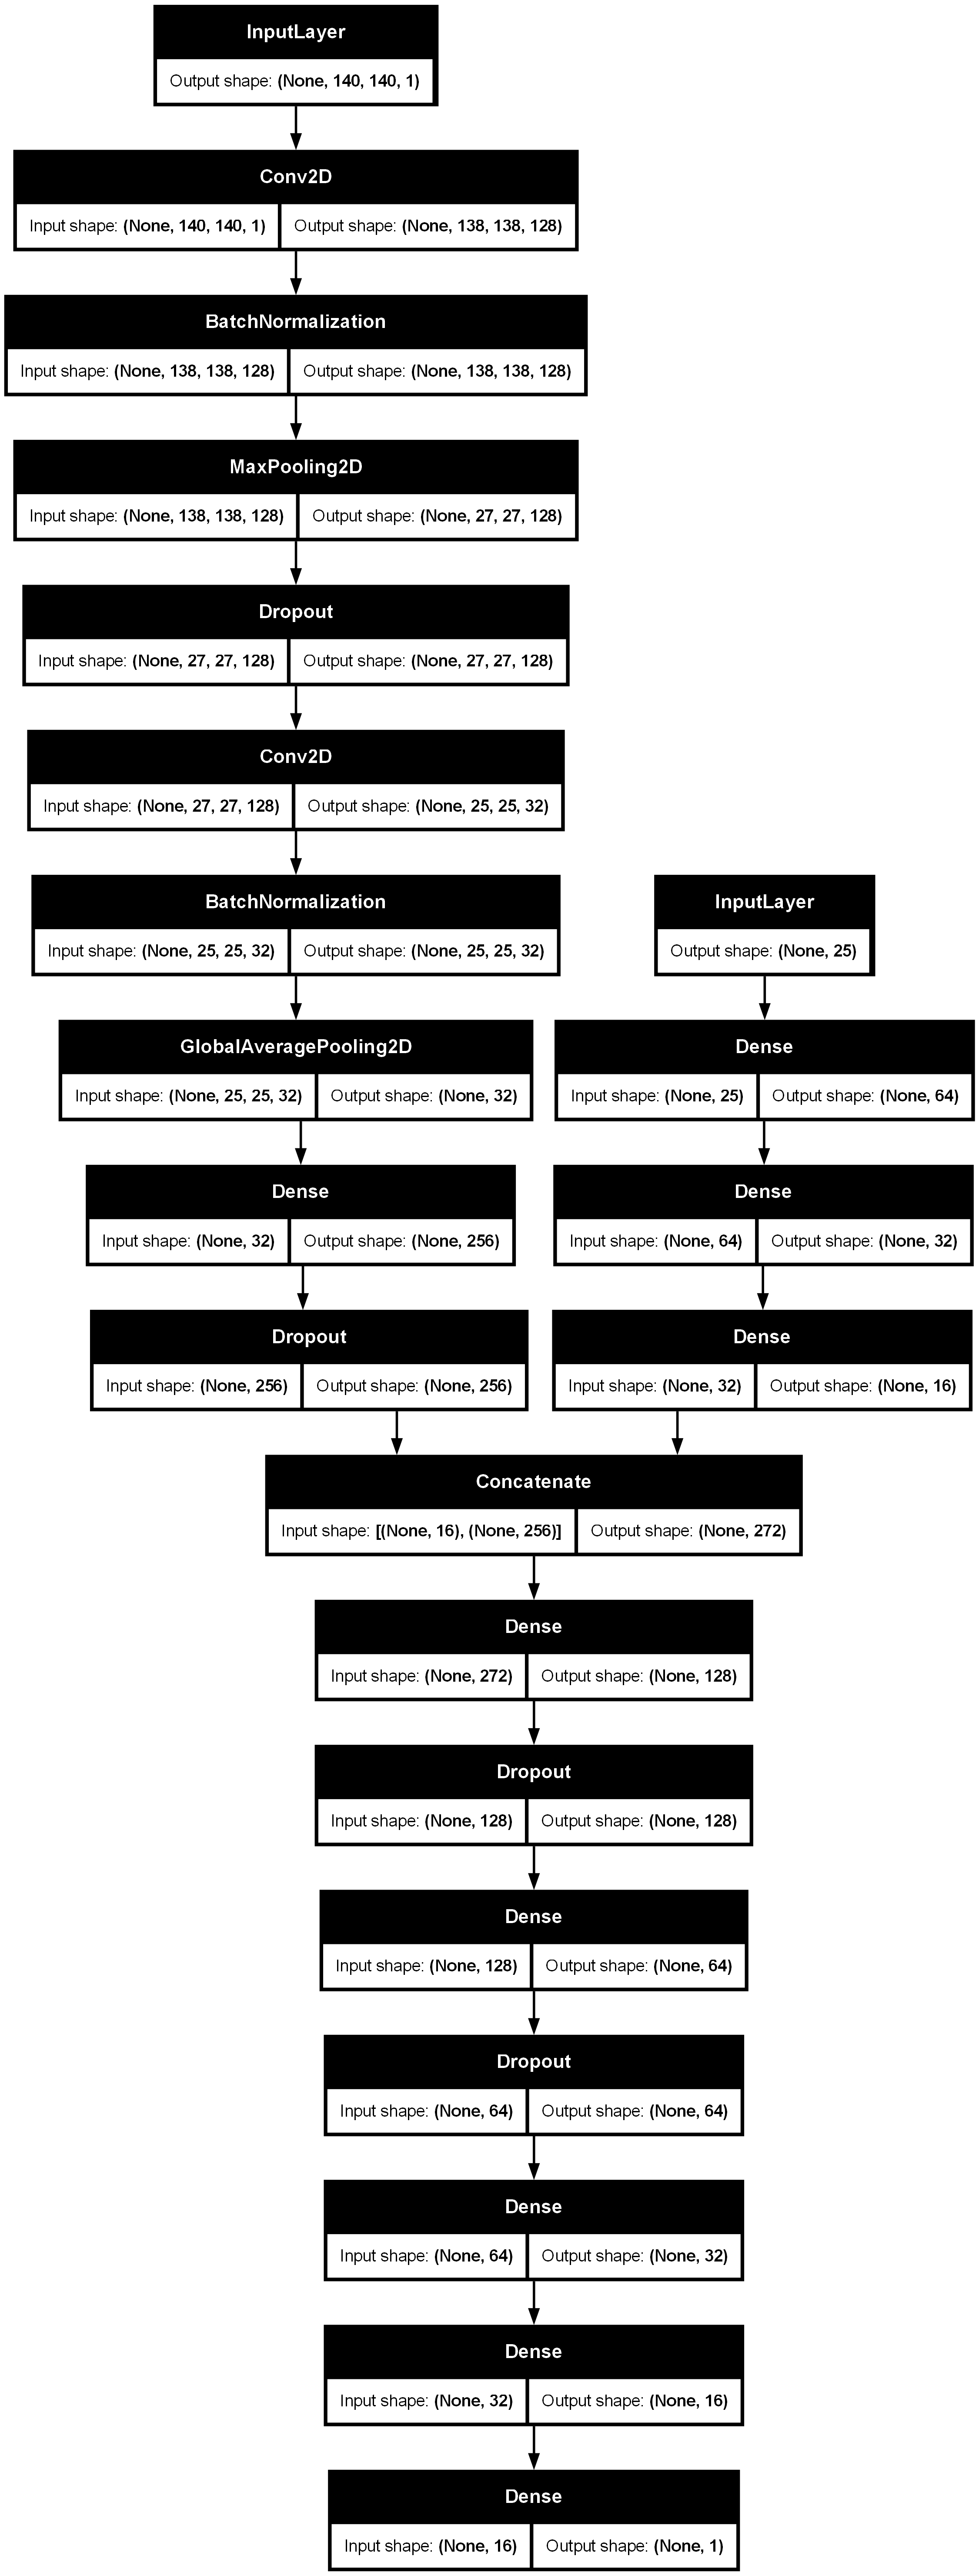 InputLayer
Output shape: (None, 140, 140, 1)
Conv2D
Input shape: (None, 140, 140, 1) Output shape: (None, 138, 138, 128)
BatchNormalization
Input shape: (None, 138, 138, 128) Output shape: (None, 138, 138, 128)
MaxPooling2D
Input shape: (None, 138, 138, 128) Output shape: (None, 27, 27, 128)
Dropout
Input shape: (None, 27, 27, 128) Output shape: (None, 27, 27, 128)
Conv2D
Input shape: (None, 27, 27, 128) Output shape: (None, 25, 25, 32)
BatchNormalization
Input shape: (None, 25, 25, 32) Output shape: (None, 25, 25, 32)
InputLayer
Output shape: (None, 25)
GlobalAveragePooling2D
Input shape: (None, 25, 25, 32) Output shape: (None, 32)
Dense
Input shape: (None, 25) Output shape: (None, 64)
Dense
Input shape: (None, 32) Output shape: (None, 256)
Dense
Input shape: (None, 64) Output shape: (None, 32)
Dropout
Input shape: (None, 256) Output shape: (None, 256)
Dense
Input shape: (None, 32) Output shape: (None, 16)
Concatenate
Input shape: [(None, 16), (None, 256)] Output shape: (None, 272)
Dense
Input shape: (None, 272) Output shape: (None, 128)
Dropout
Input shape: (None, 128) Output shape: (None, 128)
Dense
Input shape: (None, 128) Output shape: (None, 64)
Dropout
Input shape: (None, 64) Output shape: (None, 64)
Dense
Input shape: (None, 64) Output shape: (None, 32)
Dense
Input shape: (None, 32) Output shape: (None, 16)
Dense
Input shape: (None, 16) Output shape: (None, 1)